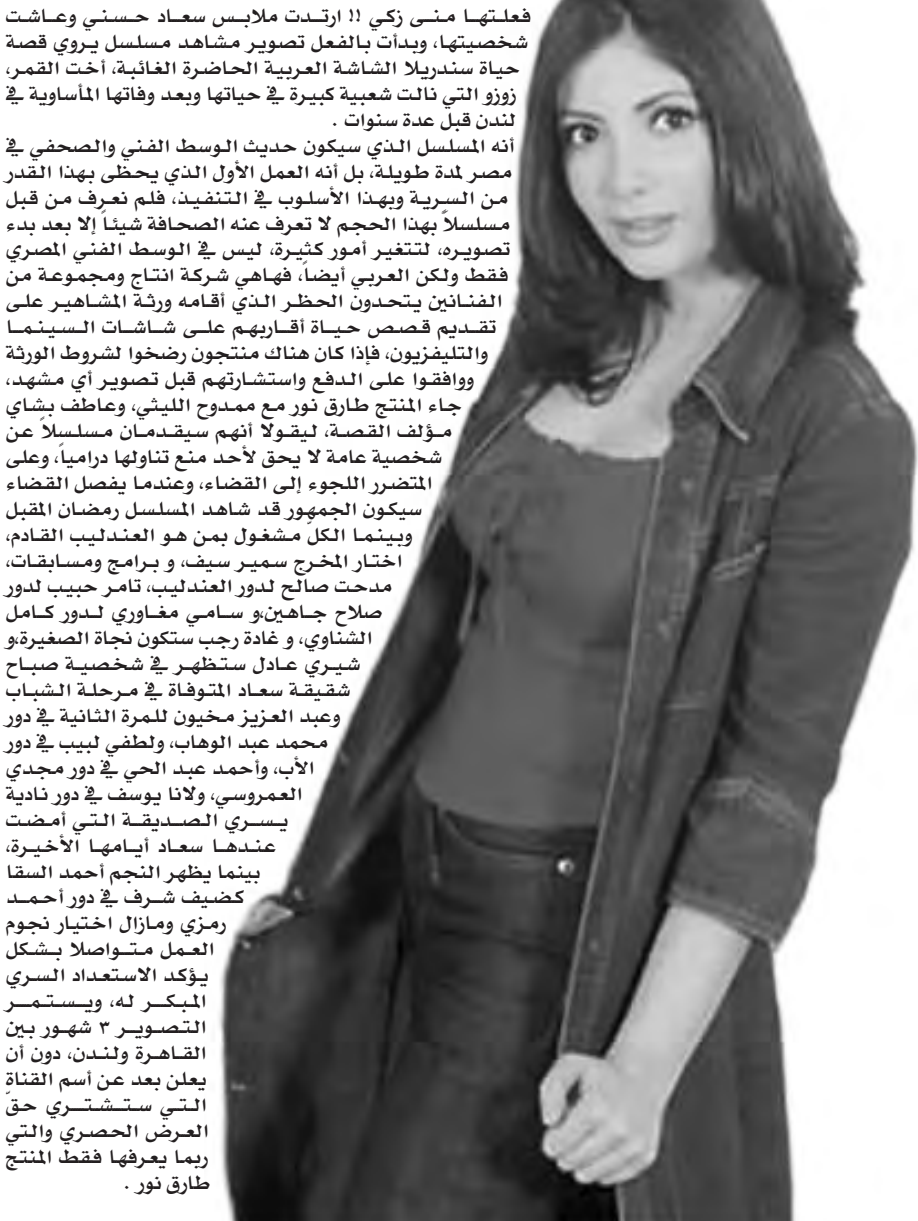 فعلتها منى زكي !! ارتدت ملابس سعاد حسني وعاشت
شخصيتها، وبدأت بالفعل تصوير مشاهد مسلسل يروي قصة
حياة سندريلا الشاشة العربية الحاضرة الغائبة، أخت القمر،
زوزو التي نالت شعبية كبيرة في حياتها وبعد وفاتها المأساوية في
لندن قبل عدة سنوات .
أنه المسلسل الذي سيكون حديث الوسط الفني والصحفي في
مصر لمدة طويلة، بل أنه العمل الأول الذي يحظى بهذا القدر
من السرية وبهذا الأسلوب في التنفيذ، فلم نعرف من قبل
مسلسلاً بهذا الحجم لا تعرف عنه الصحافة شيئاً إلا بعد بدء
تصويره، لتتغير أمور كثيرة، ليس في الوسط الفني المصري
فقط ولكن العربي أيضاً، فهاهي شركة انتاج ومجموعة من
الفنانين يتحدون الحظر الذي أقامه ورثة المشاهير على
تقديم قصص حياة أقاربهم على شاشات السينما
والتليفزيون، فإذا كان هناك منتجون رضخوا لشروط الورثة
ووافقوا على الدفع واستشارتهم قبل تصوير أي مشهد،
جاء المنتج طارق نور مع ممدوح الليثي، وعاطف بشاي
مؤلف القصة، ليقولا أنهم سيقدمان مسلسلاً عن
شخصية عامة لا يحق لأحد منع تناولها درامياً، وعلى
المتضرر اللجوء إلى القضاء، وعندما يفصل القضاء
سيكون الجمهور قد شاهد المسلسل رمضان المقبل
وبينما الكل مشغول بمن هو العندليب القادم،
اختار المخرج سمير سيف، و برامج ومسابقات،
مدحت صالح لدور العندليب، تامر حبيب لدور
صلاح جاهين،و سامي مغاوري لدور كامل
الشناوي، و غادة رجب ستكون نجاة الصغيرة،و
شيري عادل ستظهر في شخصية صباح
شقيقة سعاد المتوفاة في مرحلة الشباب
وعبد العزيز مخيون للمرة الثانية في دور
محمد عبد الوهاب، ولطفي لبيب في دور
الأب، وأحمد عبد الحي في دور مجدي
العمروسي، ولانا يوسف في دور نادية
يسري الصديقة التي أمضت
عندها سعاد أيامها الأخيرة،
بينما يظهر النجم أحمد السقا
كضيف شرف في دور أحمد
رمزي ومازال اختيار نجوم
العمل متواصلا بشكل
يؤكد الاستعداد السري
المبكر له، ويستمر
التصوير ٣ شهور بين
القاهرة ولندن، دون أن
يعلن بعد عن أسم القناة
التي ستشتري حق
العرض الحصري والتي
ربما يعرفها فقط المنتج
طارق نور .